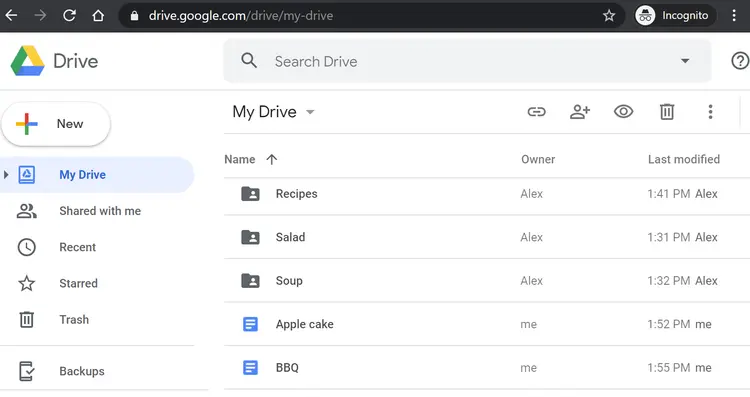 drive.google.com/drive/my-drive
Incognito
Drive
Search Drive
New
My Drive
Name Owner Last modified
My Drive
Shared with me
Recent
Starred
Trash
Backups
Recipes Alex 1:41 PM Alex
Salad Alex 1:31 PM Alex
Soup Alex 1:32 PM Alex
Apple cake me 1:52 PM me
BBQ me 1:55 PM me